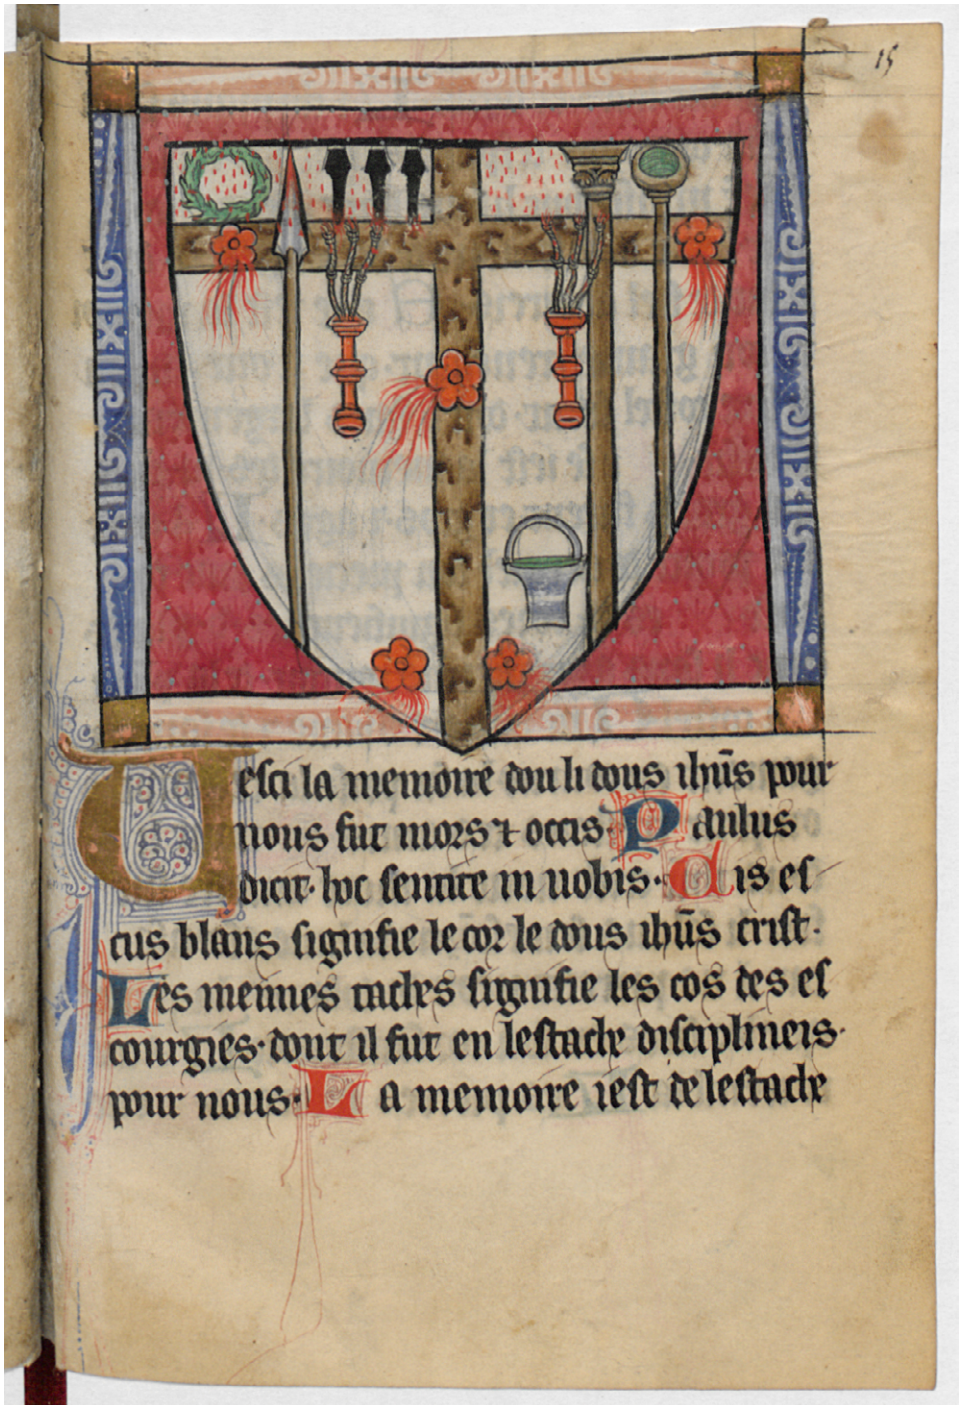 15
Vesci la memoire dou li dous ihūs pour
nous fut mors ⁊ occis· Paulus
dicit· hoc sentite in uobis· Cis es
cus blans signifie le cor le dous ihūs crist·
Les menues taches signifie les cos des es
courgies· dont il fut en lestache disciplineis·
pour nous· La memoire iest de lestache